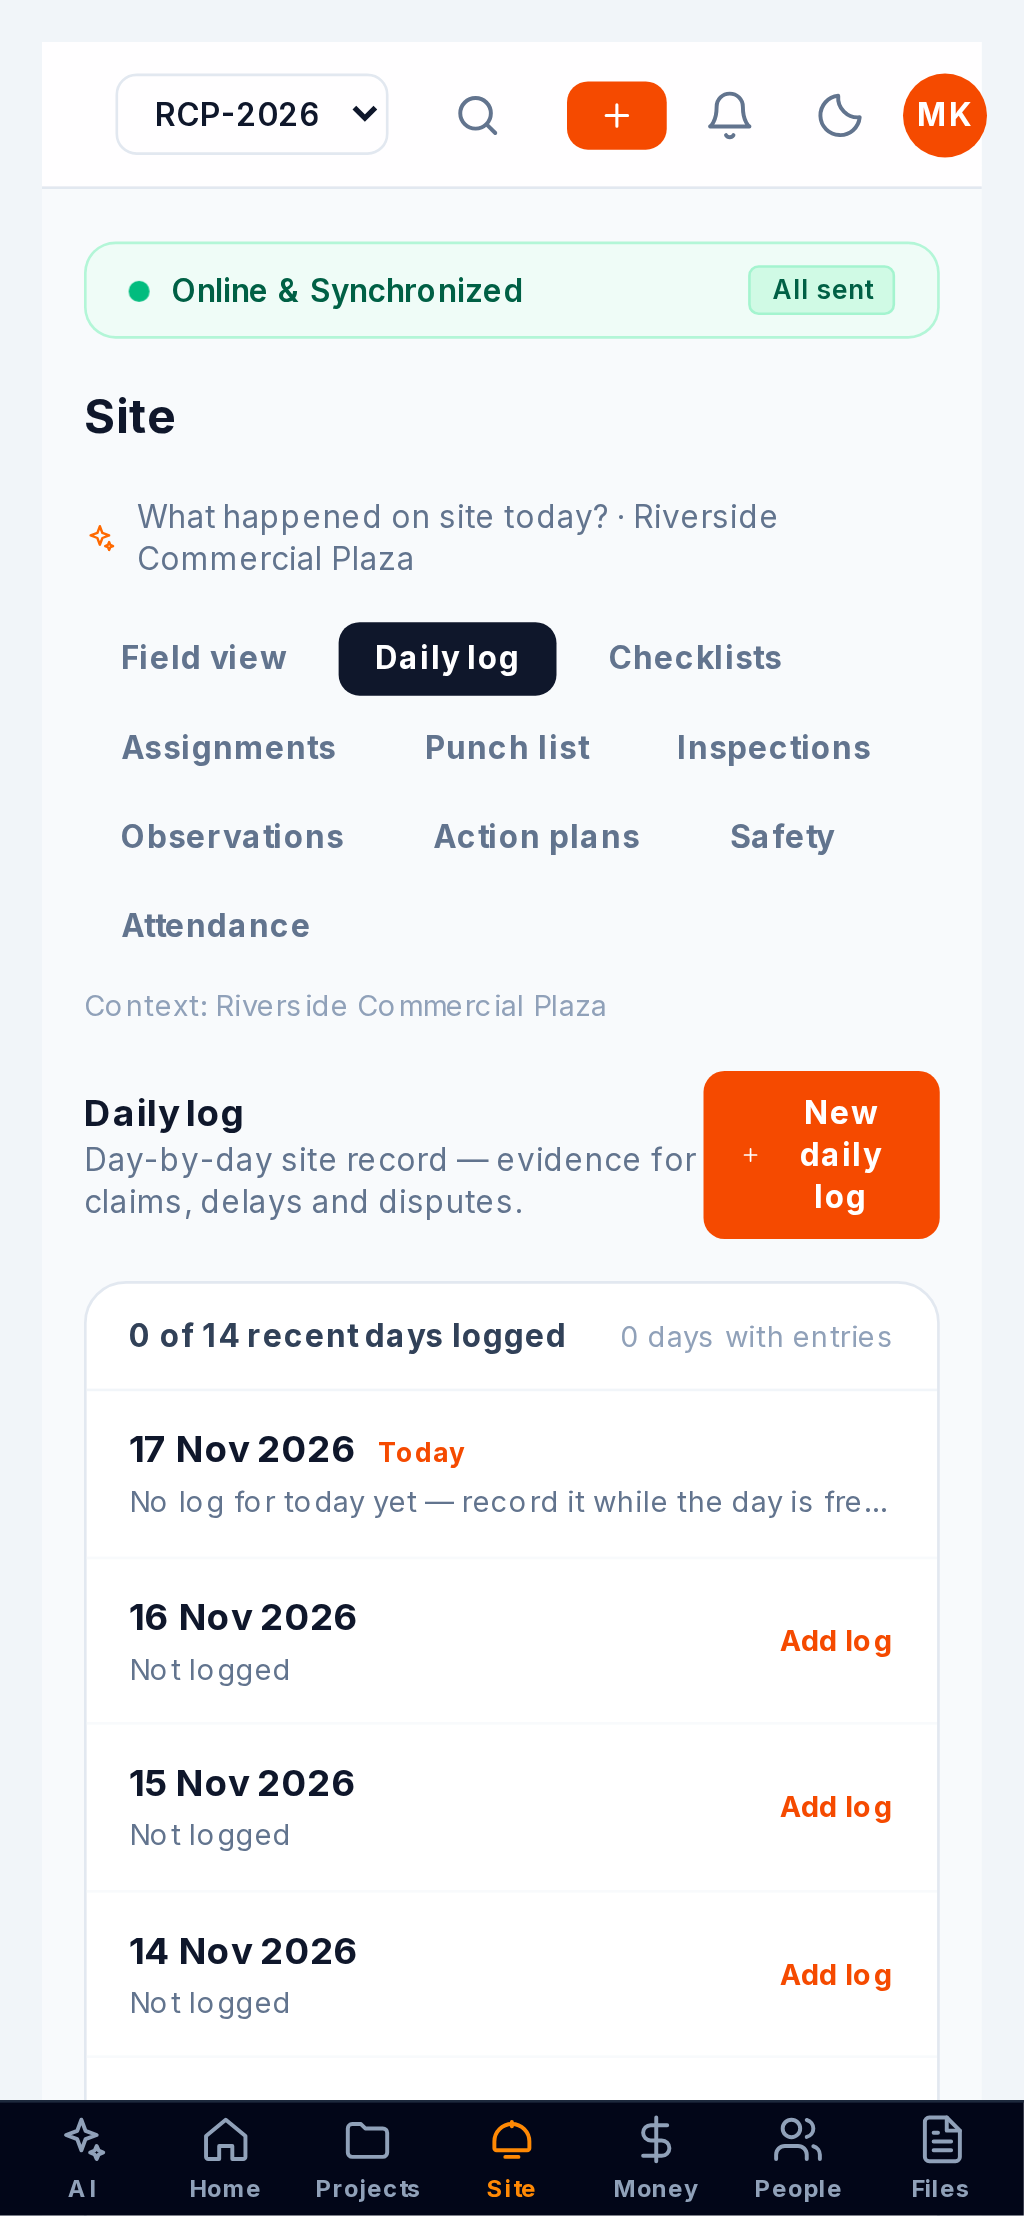 RCP-2026
MK
Online & Synchronized
All sent
Site
What happened on site today? · Riverside
Commercial Plaza
Field view
Daily log
Checklists
Assignments
Punch list
Inspections
Observations
Action plans
Safety
Attendance
Context: Riverside Commercial Plaza
Daily log
Day-by-day site record — evidence for
claims, delays and disputes.
New
daily
log
0 of 14 recent days logged
0 days with entries
17 Nov 2026 Today
No log for today yet — record it while the day is fre...
16 Nov 2026
Not logged
Add log
15 Nov 2026
Not logged
Add log
14 Nov 2026
Not logged
Add log
AI
Home
Projects
Site
Money
People
Files